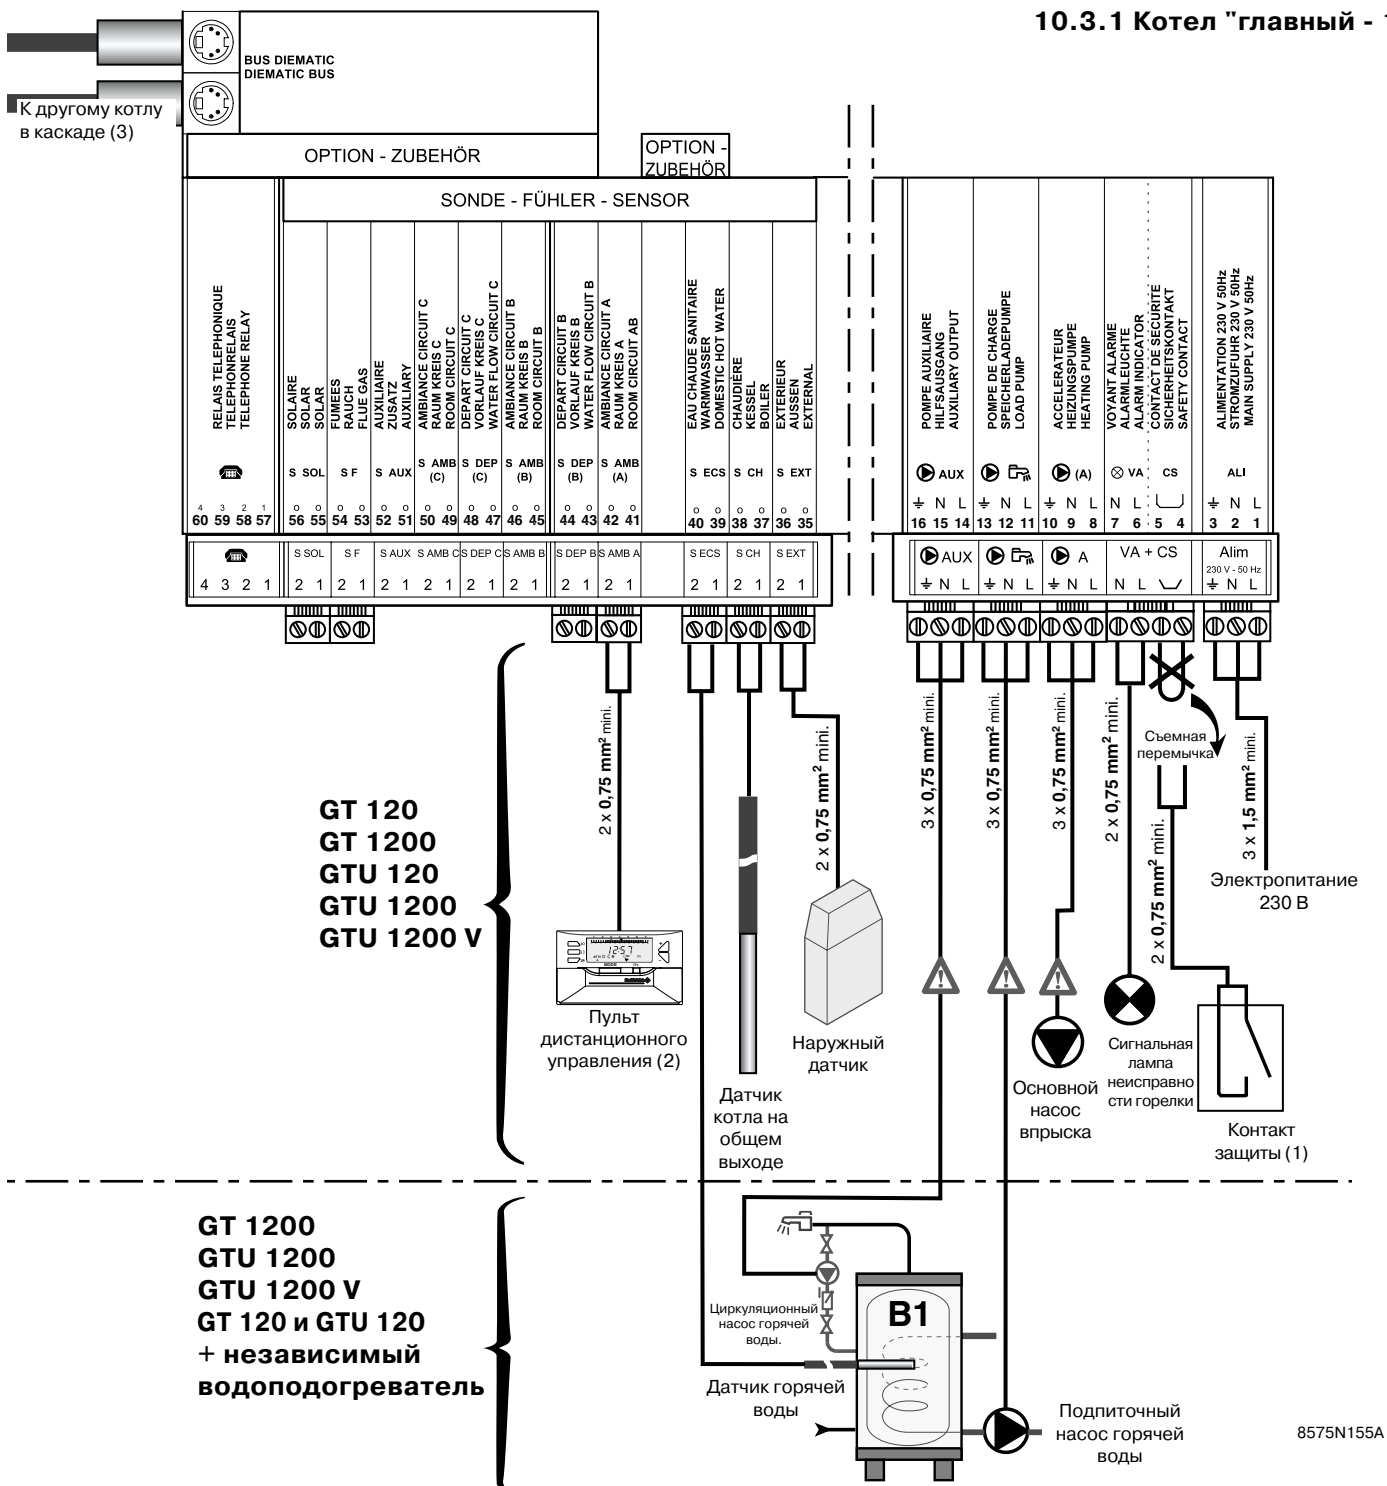 10.3.1 Котел "главный -
BUS DIEMATIC
DIEMATIC BUS
К другому котлу
в каскаде (3)
OPTION - ZUBEHÖR
OPTION -
ZUBEHÖR
SONDE - FÜHLER - SENSOR
RELAIS TELEPHONIQUE
TELEPHONRELAIS
TELEPHONE RELAY
SOLAIRE
SOLAR
SOLAR
FUMEES
RAUCH
FLUE GAS
AUXILIAIRE
ZUSATZ
AUXILIARY
AMBIANCE CIRCUIT C
RAUM KREIS C
ROOM CIRCUIT C
DEPART CIRCUIT C
VORLAUF KREIS C
WATER FLOW CIRCUIT C
AMBIANCE CIRCUIT B
RAUM KREIS B
ROOM CIRCUIT B
DEPART CIRCUIT B
VORLAUF KREIS B
WATER FLOW CIRCUIT B
AMBIANCE CIRCUIT A
RAUM KREIS A
ROOM CIRCUIT AB
EAU CHAUDE SANITAIRE
WARMWASSER
DOMESTIC HOT WATER
CHAUDIÈRE
KESSEL
BOILER
EXTERIEUR
AUSSEN
EXTERNAL
POMPE AUXILIAIRE
HILFSAUSGANG
AUXILIARY OUTPUT
POMPE DE CHARGE
SPEICHERLADEPUMPE
LOAD PUMP
ACCELERATEUR
HEIZUNGSPUMPE
HEATING PUMP
VOYANT ALARME
ALARMLEUCHTE
ALARM INDICATOR
CONTACT DE SÉCURITÉ
SICHERHEITSKONTAKT
SAFETY CONTACT
ALIMENTATION 230 V 50Hz
STROMZUFUHR 230 V 50Hz
MAIN SUPPLY 230 V 50Hz
S SOL S F S AUX S AMB (C) S DEP (C) S AMB (B) S DEP (B) S AMB (A) S ECS S CH S EXT
AUX (A) VA CS ALI
4 3 2 1
N L N L N L N L N L
60 59 58 57 56 55 54 53 52 51 50 49 48 47 46 45 44 43 42 41 40 39 38 37 36 35
16 15 14 13 12 11 10 9 8 7 6 5 4 3 2 1
S SOL S F S AUX S AMB C S DEP C S AMB B S DEP B S AMB A S ECS S CH S EXT
AUX A VA + CS Alim
230 V - 50 Hz
4 3 2 1 2 1 2 1 2 1 2 1 2 1 2 1 2 1 2 1 2 1 2 1 2 1
N L N L N L N L N L
2 x 0,75 mm² mini.
2 x 0,75 mm² mini.
3 x 0,75 mm² mini.
3 x 0,75 mm² mini.
3 x 0,75 mm² mini.
2 x 0,75 mm² mini.
2 x 0,75 mm² mini.
3 x 1,5 mm² mini.
Съемная
перемычка
GT 120
GT 1200
GTU 120
GTU 1200
GTU 1200 V
Электропитание
230 В
12:57
MODE
Пульт
дистанционного
управления (2)
Датчик
котла на
общем
выходе
Наружный
датчик
Основной
насос
впрыска
Сигнальная
лампа
неисправно
сти горелки
Контакт
защиты (1)
GT 1200
GTU 1200
GTU 1200 V
GT 120 и GTU 120
+ независимый
водоподогреватель
Циркуляционный
насос горячей
воды.
B1
Датчик горячей
воды
Подпиточный
насос горячей
воды
8575N155A